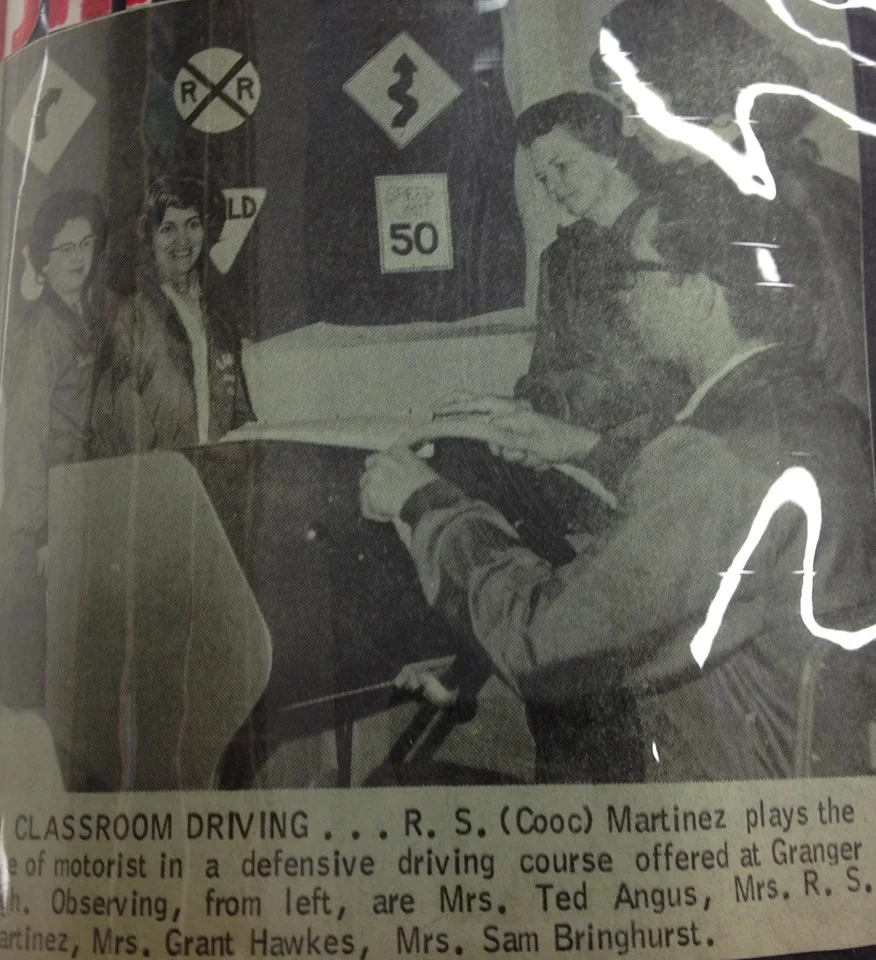 R R
LD
SPEED
50
CLASSROOM DRIVING . . . R. S. (Cooc) Martinez plays the
e of motorist in a defensive driving course offered at Granger
h. Observing, from left, are Mrs. Ted Angus, Mrs. R. S.
artinez, Mrs. Grant Hawkes, Mrs. Sam Bringhurst.